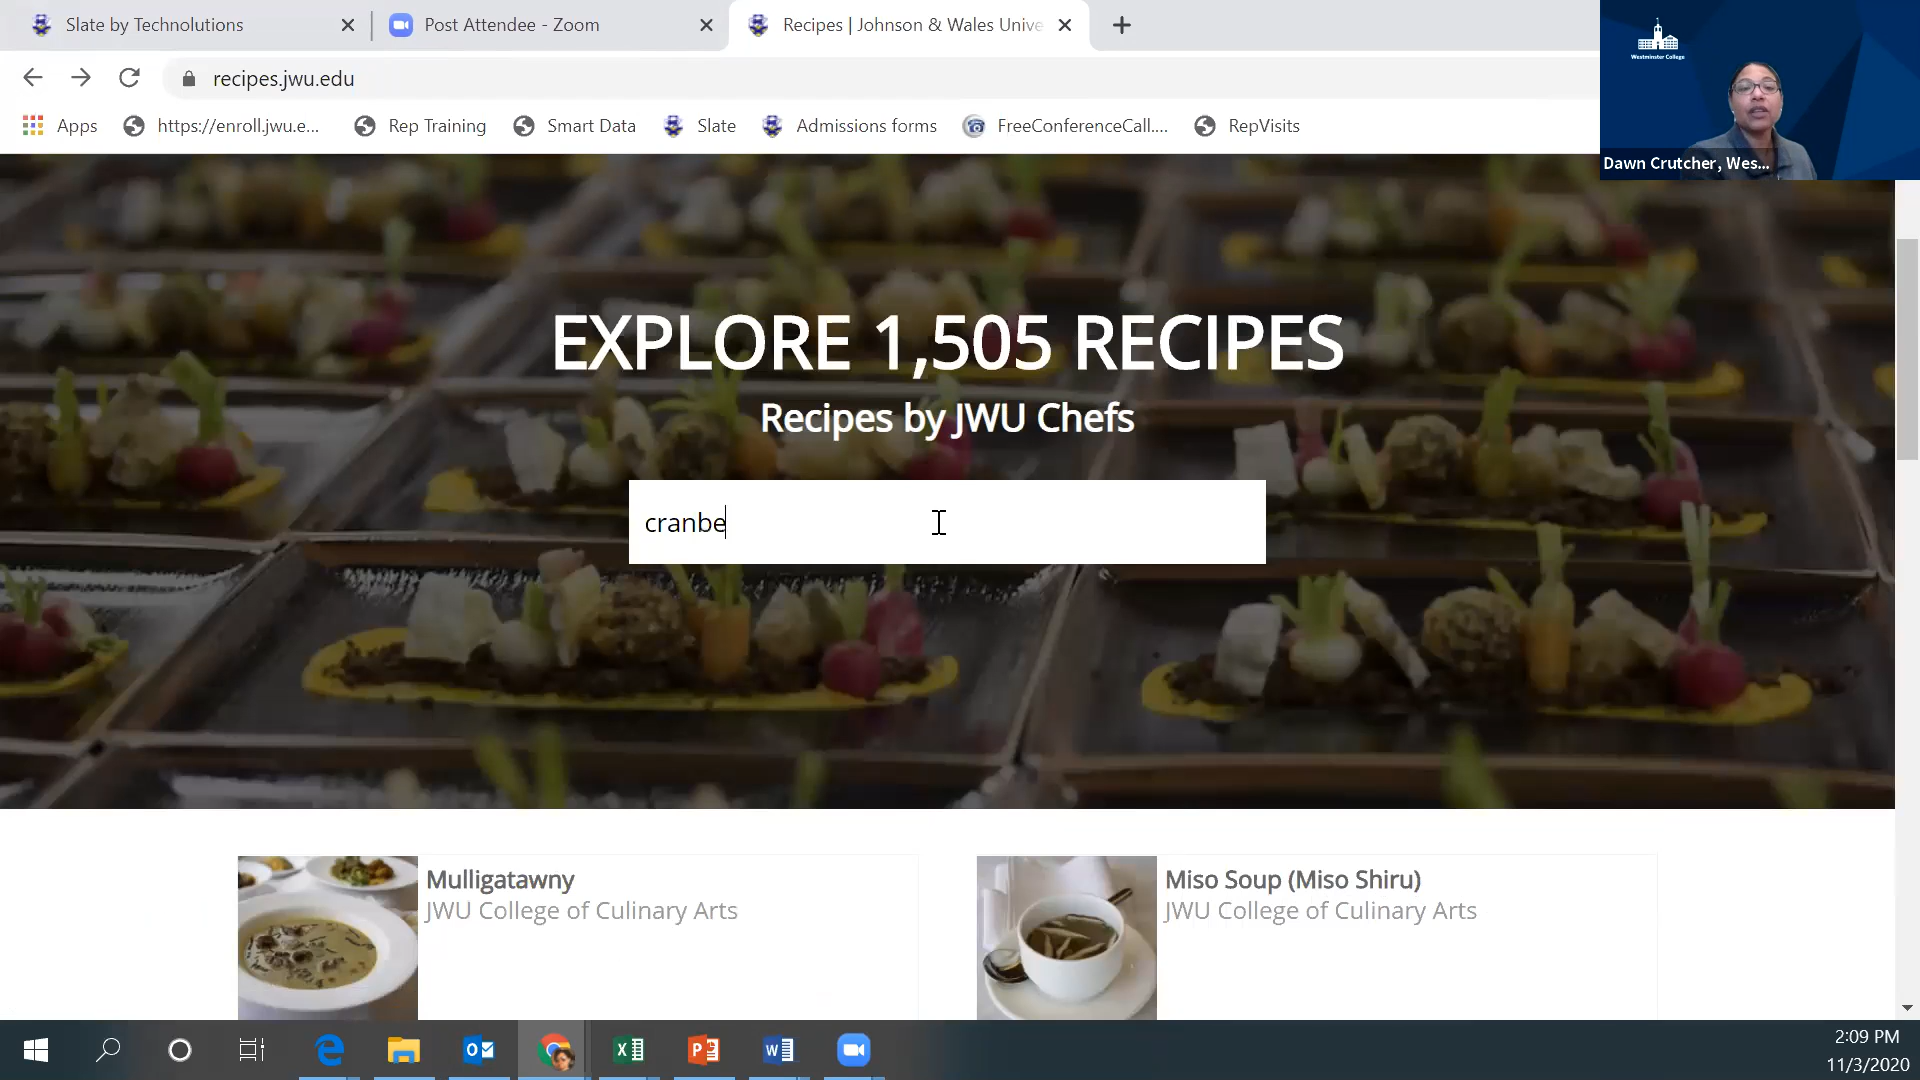 Slate by Technolutions
Post Attendee - Zoom
Recipes | Johnson & Wales Unive
recipes.jwu.edu
Apps
https://enroll.jwu.e...
Rep Training
Smart Data
Slate
Admissions forms
FreeConferenceCall....
RepVisits
Westminster College
Dawn Crutcher, Wes...
EXPLORE 1,505 RECIPES
Recipes by JWU Chefs
cranbe
Mulligatawny
JWU College of Culinary Arts
Miso Soup (Miso Shiru)
JWU College of Culinary Arts
2:09 PM
11/3/2020